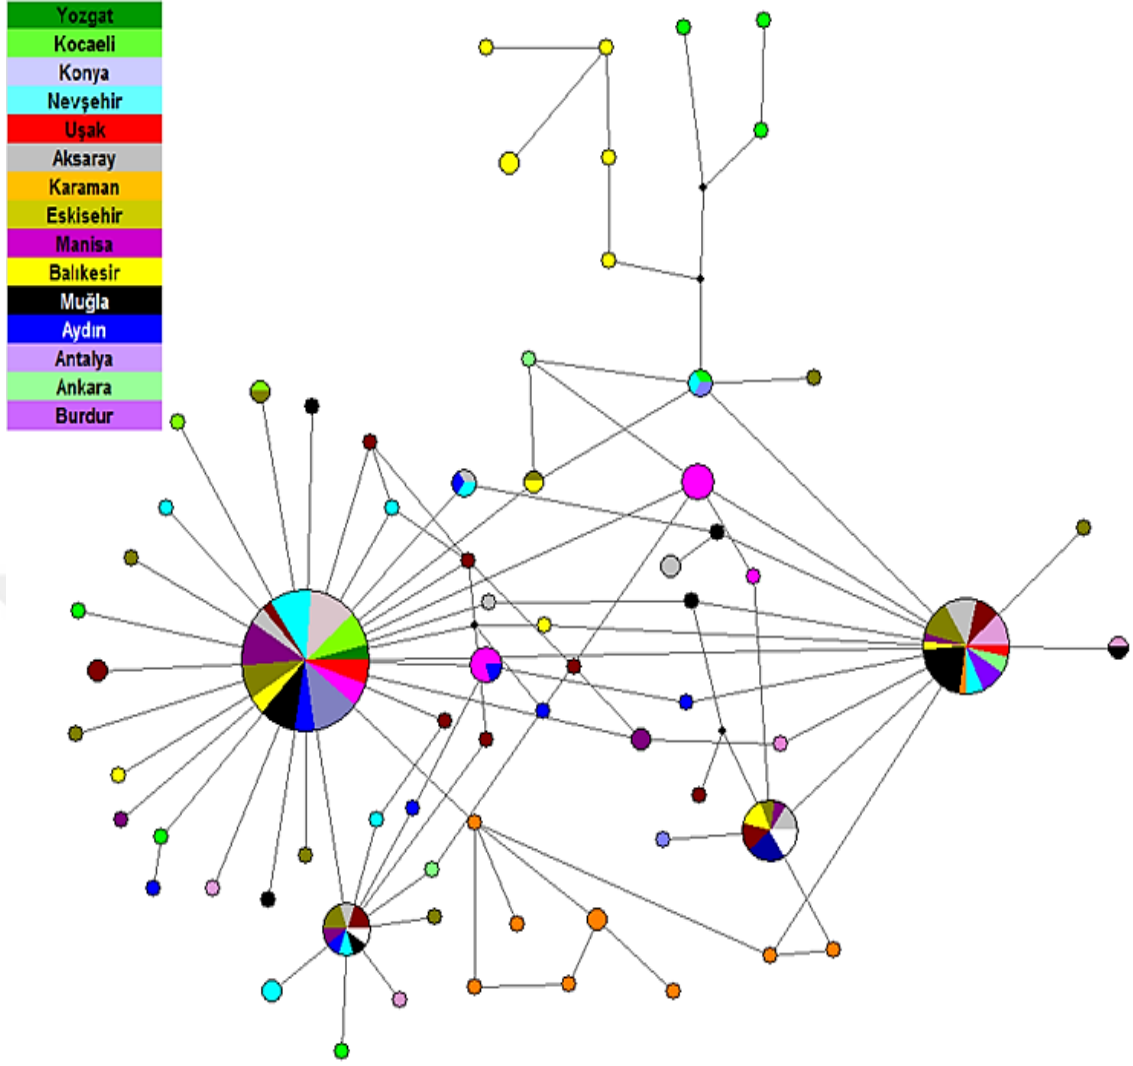 Yozgat
Kocaeli
Konya
Nevşehir
Uşak
Aksaray
Karaman
Eskisehir
Manisa
Balıkesir
Muğla
Aydın
Antalya
Ankara
Burdur